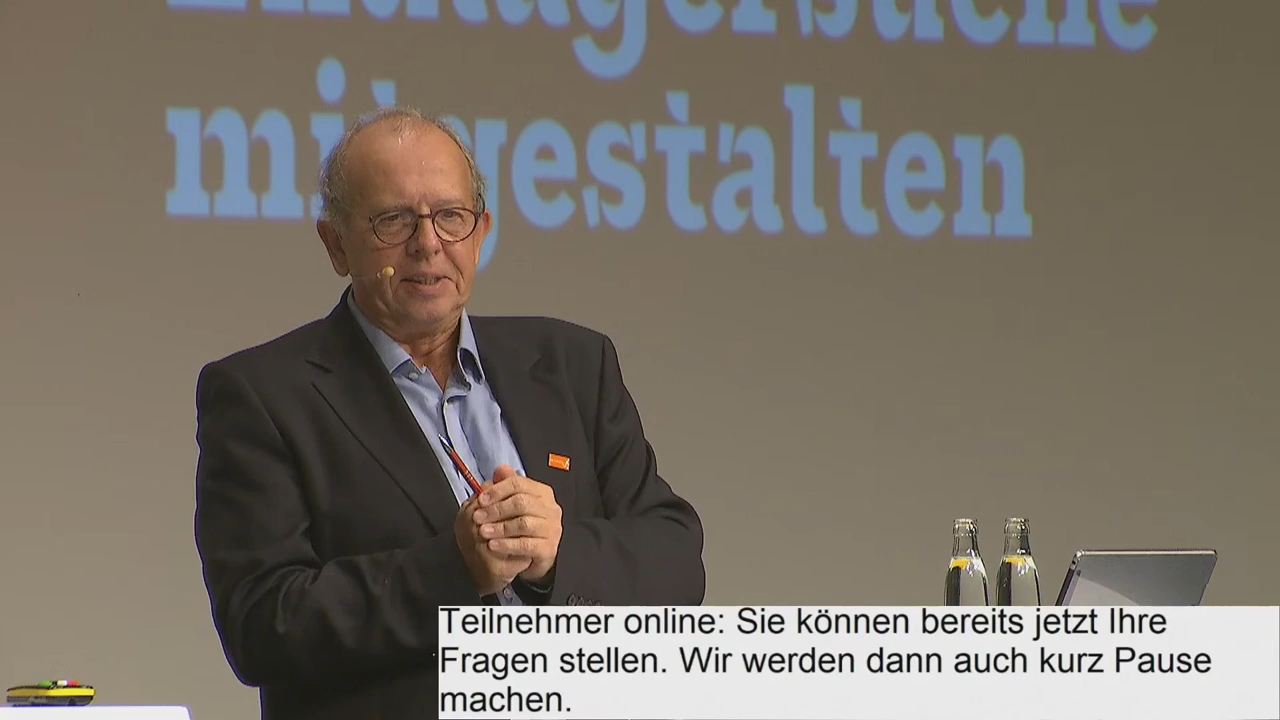 mitgestalten
Teilnehmer online: Sie können bereits jetzt Ihre
Fragen stellen. Wir werden dann auch kurz Pause
machen.